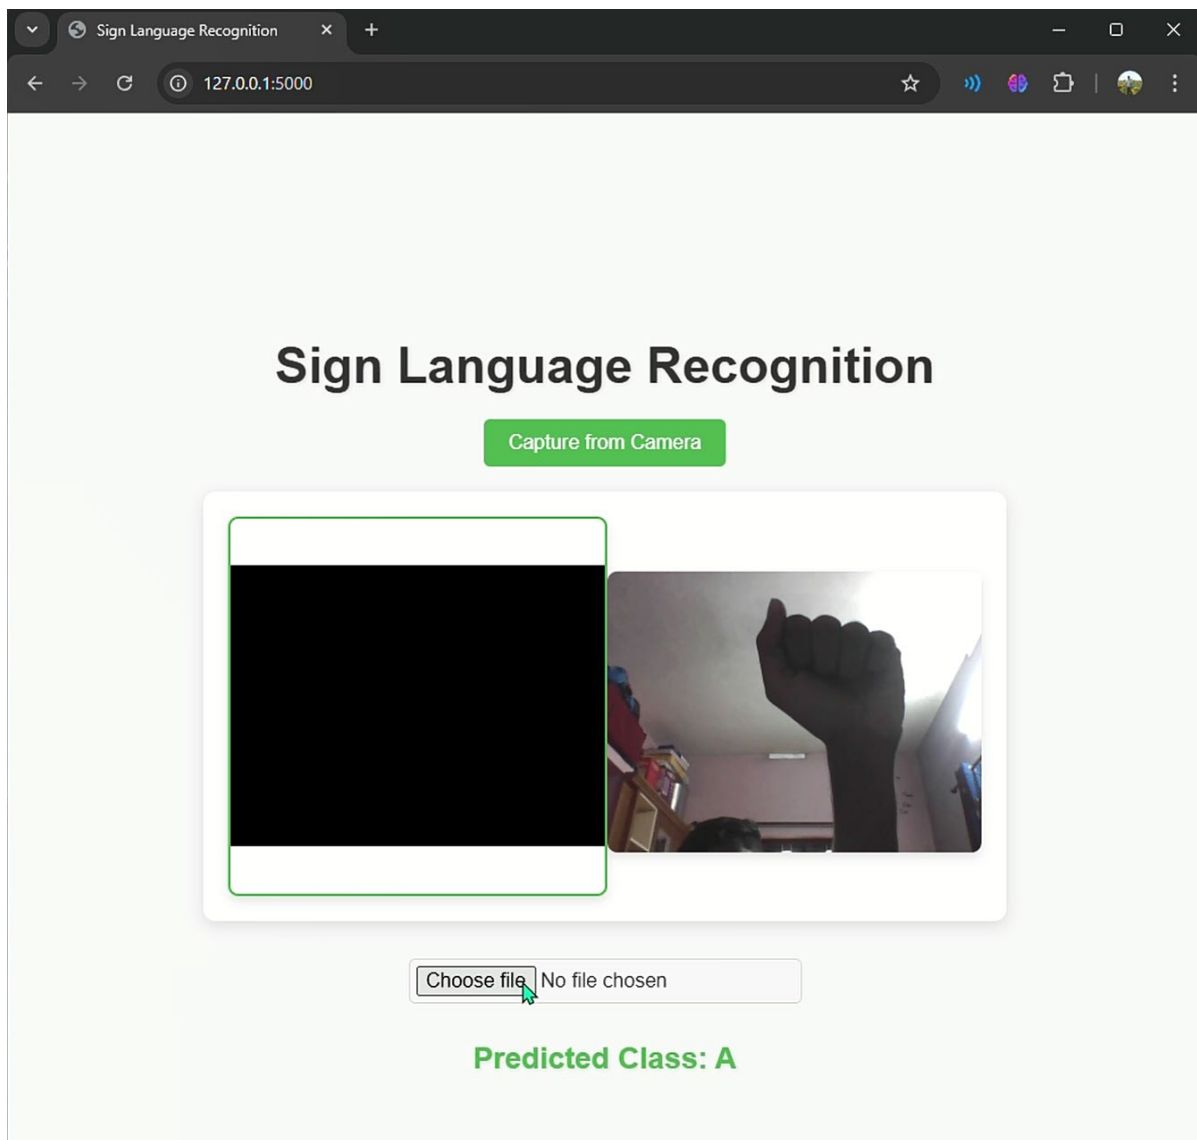 Sign Language Recognition
127.0.0.1:5000
Sign Language Recognition
Capture from Camera
Choose file No file chosen
Predicted Class: A